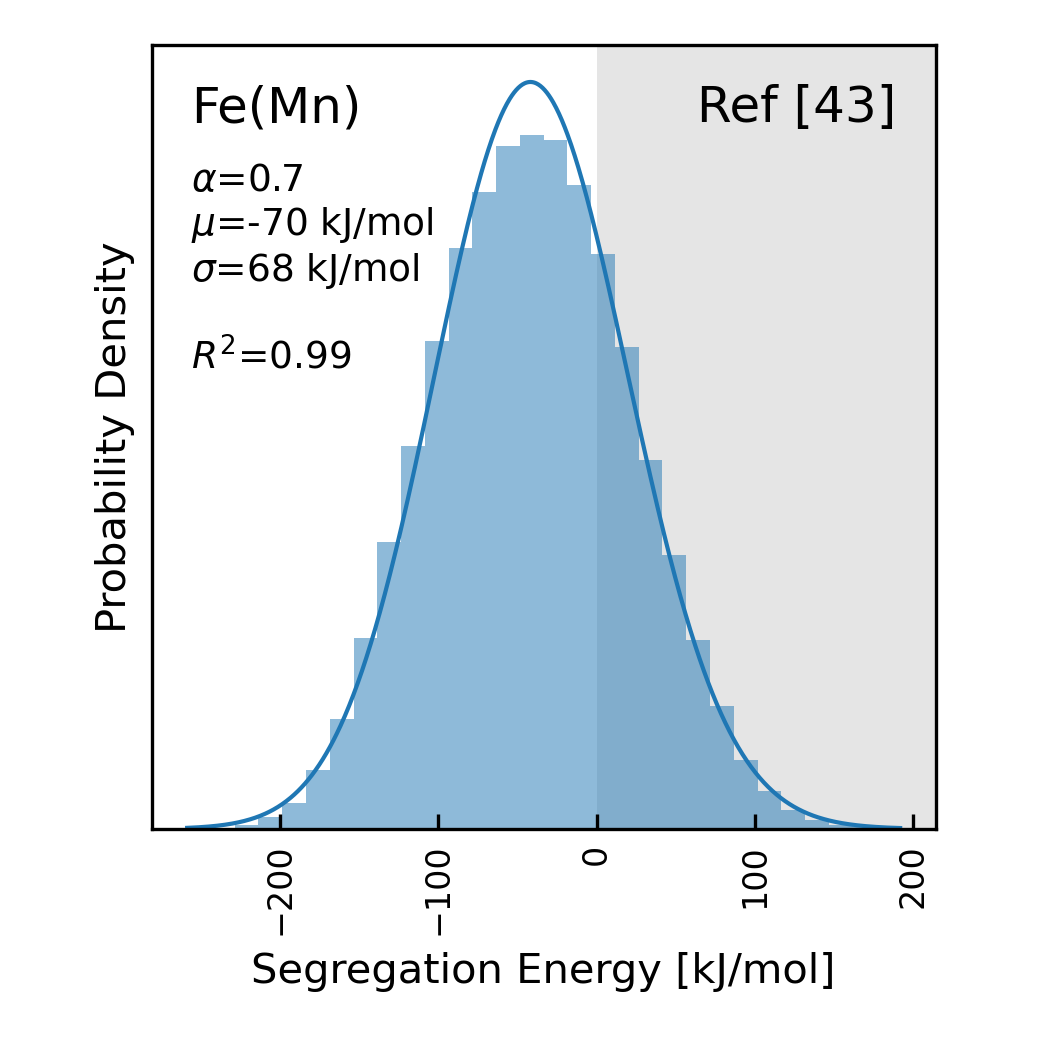 Fe(Mn)
Ref [43]
α=0.7
μ=-70 kJ/mol
σ=68 kJ/mol
R²=0.99
Probability Density
−200
−100
0
100
200
Segregation Energy [kJ/mol]